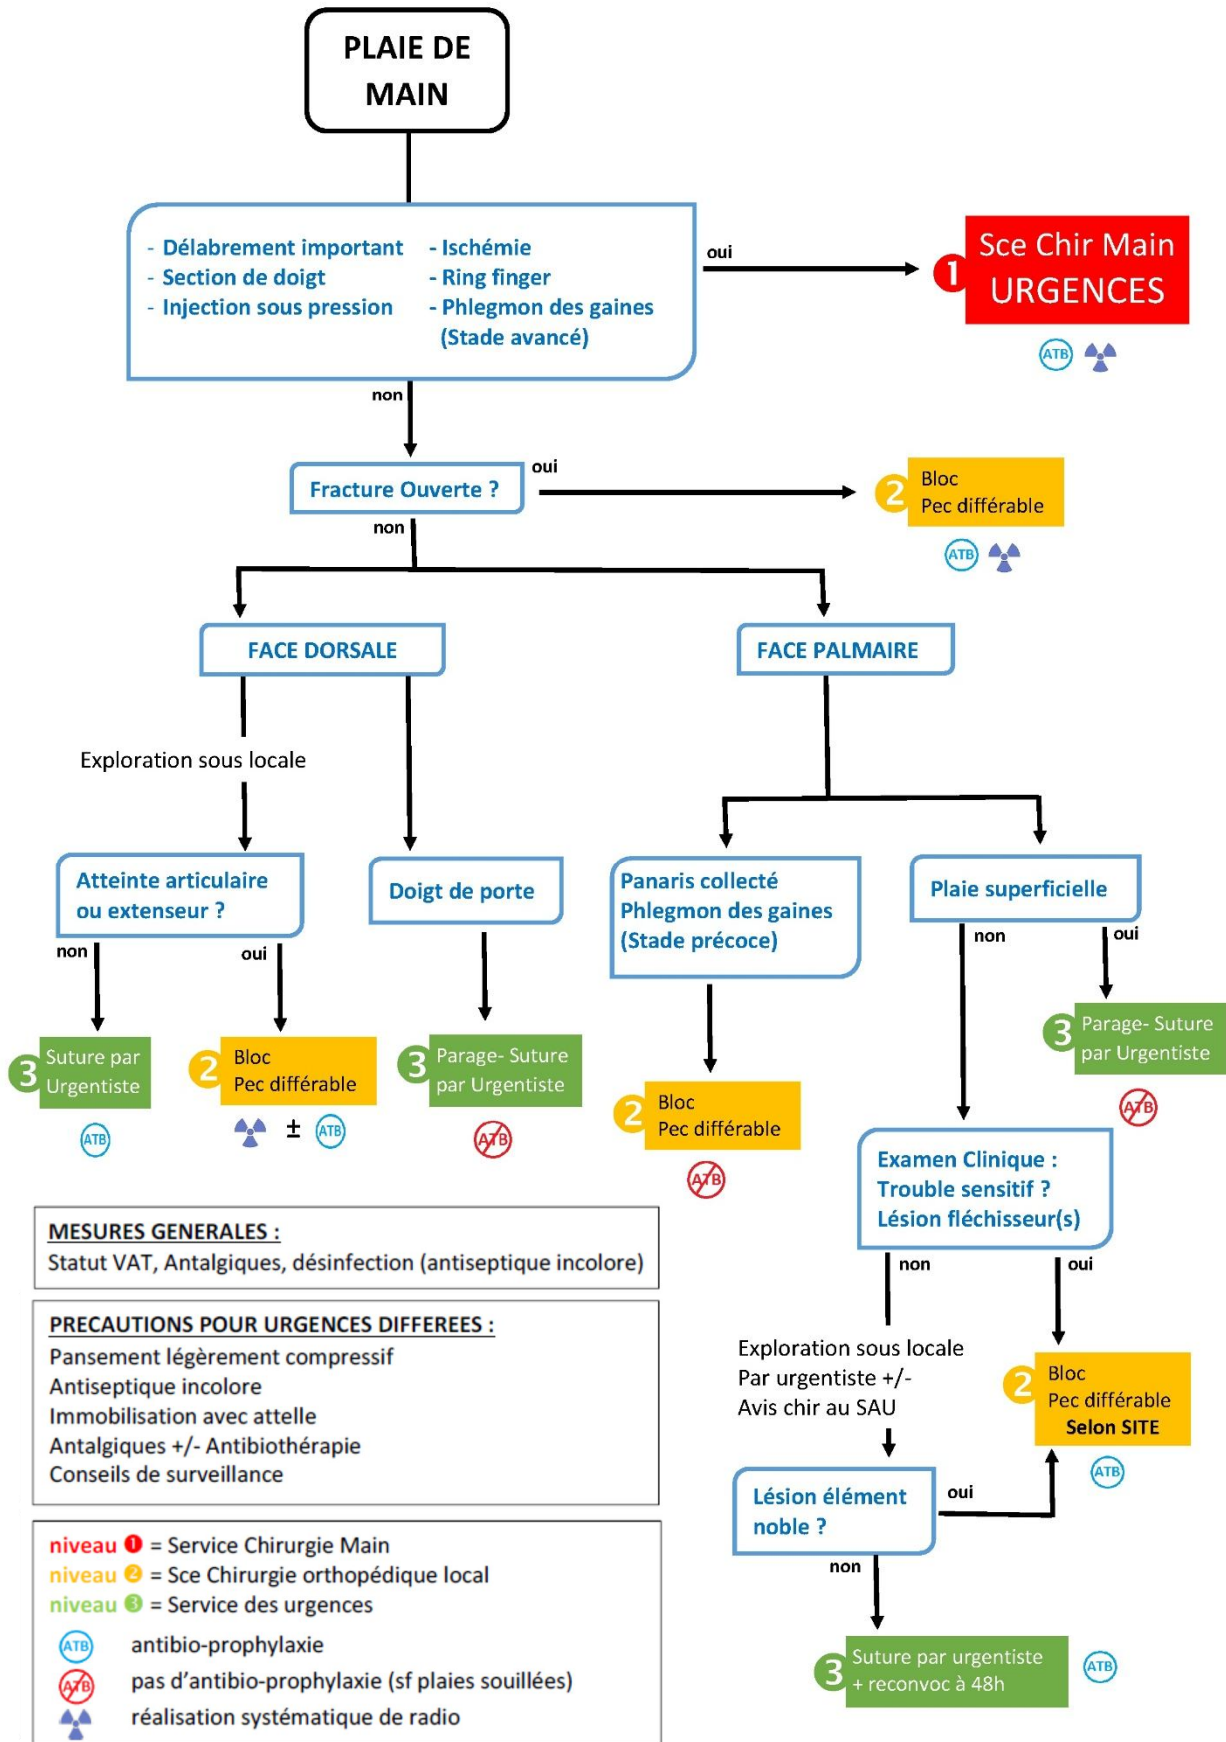 PLAIE DE
MAIN
- Délabrement important
- Section de doigt
- Injection sous pression
- Ischémie
- Ring finger
- Phlegmon des gaines
(Stade avancé)
oui
1
Sce Chir Main
URGENCES
ATB
non
Fracture Ouverte ?
oui
2
Bloc
Pec différable
ATB
non
FACE DORSALE
FACE PALMAIRE
Exploration sous locale
Atteinte articulaire
ou extenseur ?
Doigt de porte
Panaris collecté
Phlegmon des gaines
(Stade précoce)
Plaie superficielle
non
oui
non
oui
3
Suture par
Urgentiste
ATB
2
Bloc
Pec différable
± ATB
3
Parage- Suture
par Urgentiste
ATB
2
Bloc
Pec différable
ATB
3
Parage- Suture
par Urgentiste
ATB
Examen Clinique :
Trouble sensitif ?
Lésion fléchisseur(s)
non
oui
Exploration sous locale
Par urgentiste +/-
Avis chir au SAU
2
Bloc
Pec différable
Selon SITE
ATB
Lésion élément
noble ?
oui
non
3
Suture par urgentiste
+ reconvoc à 48h
ATB
MESURES GENERALES :
Statut VAT, Antalgiques, désinfection (antiseptique incolore)
PRECAUTIONS POUR URGENCES DIFFEREES :
Pansement légèrement compressif
Antiseptique incolore
Immobilisation avec attelle
Antalgiques +/- Antibiothérapie
Conseils de surveillance
niveau 1 = Service Chirurgie Main
niveau 2 = Sce Chirurgie orthopédique local
niveau 3 = Service des urgences
ATB antibio-prophylaxie
ATB pas d'antibio-prophylaxie (sf plaies souillées)
réalisation systématique de radio